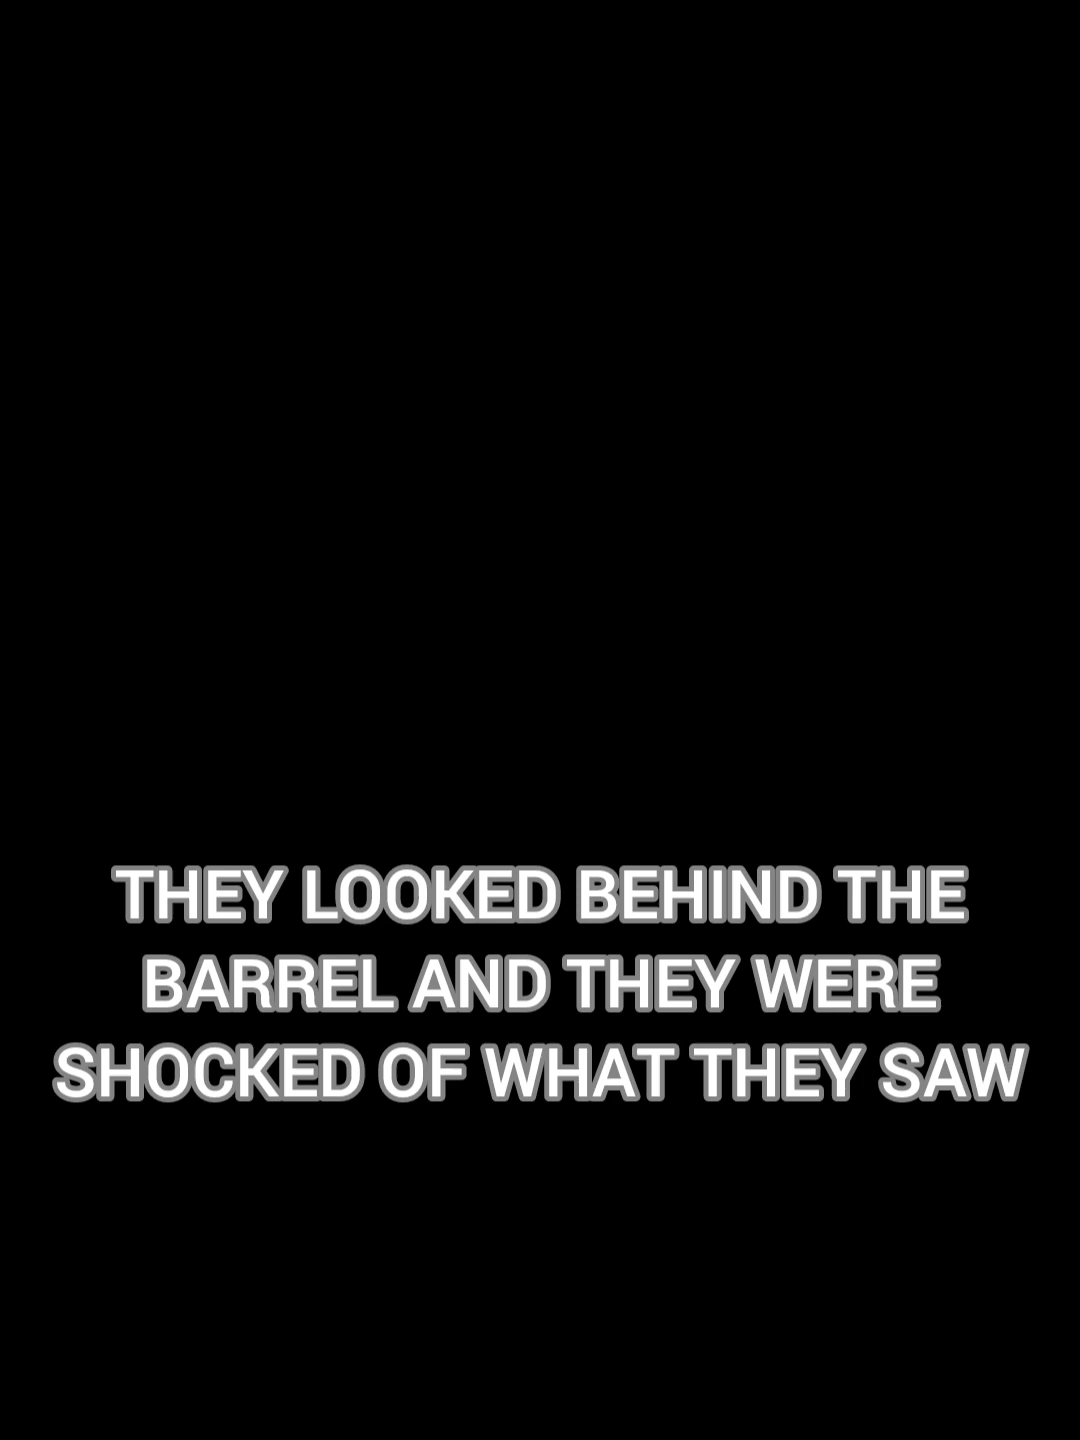 THEY LOOKED BEHIND THE
BARREL AND THEY WERE
SHOCKED OF WHAT THEY SAW